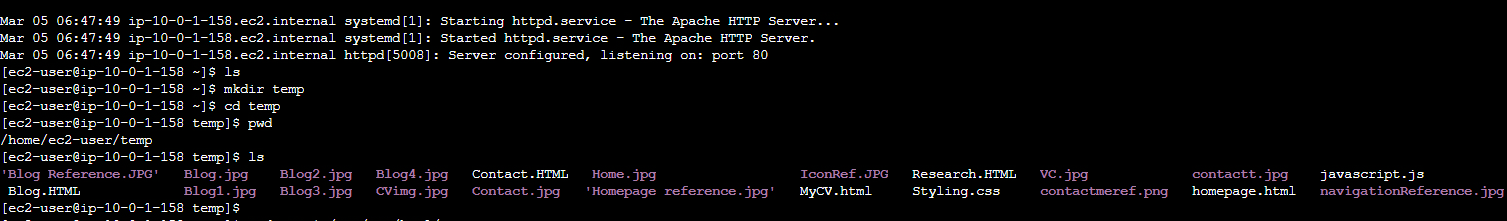 Mar 05 06:47:49 ip-10-0-1-158.ec2.internal systemd[1]: Starting httpd.service - The Apache HTTP Server...
Mar 05 06:47:49 ip-10-0-1-158.ec2.internal systemd[1]: Started httpd.service - The Apache HTTP Server.
Mar 05 06:47:49 ip-10-0-1-158.ec2.internal httpd[5008]: Server configured, listening on: port 80
[ec2-user@ip-10-0-1-158 ~]$ ls
[ec2-user@ip-10-0-1-158 ~]$ mkdir temp
[ec2-user@ip-10-0-1-158 ~]$ cd temp
[ec2-user@ip-10-0-1-158 temp]$ pwd
/home/ec2-user/temp
[ec2-user@ip-10-0-1-158 temp]$ ls
'Blog Reference.JPG' Blog.jpg Blog2.jpg Blog4.jpg Contact.HTML Home.jpg IconRef.JPG Research.HTML VC.jpg contactt.jpg javascript.js
Blog.HTML Blog1.jpg Blog3.jpg CVimg.jpg Contact.jpg 'Homepage reference.jpg' MyCV.html Styling.css contactmeref.png homepage.html navigationReference.jpg
[ec2-user@ip-10-0-1-158 temp]$